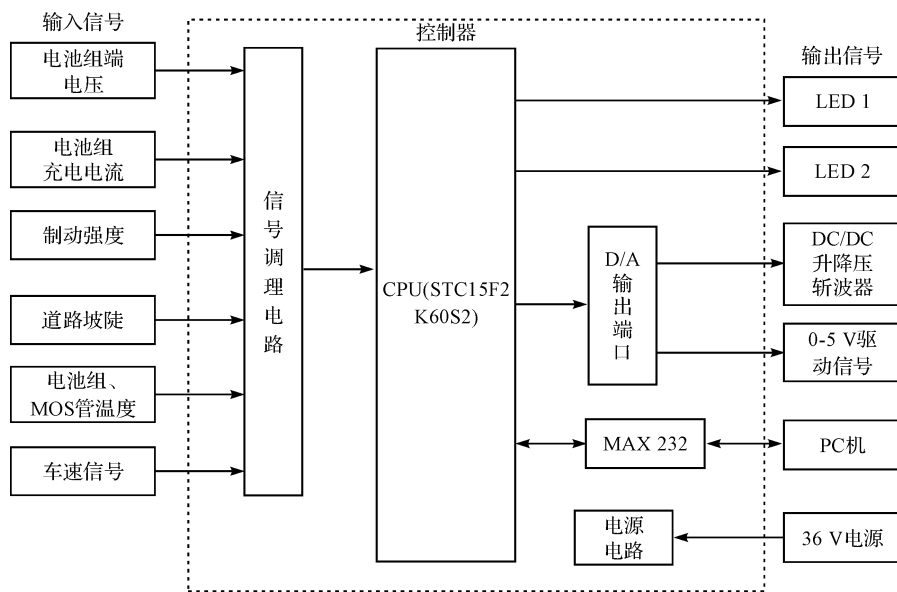 输入信号
电池组端
电压
电池组
充电电流
制动强度
道路坡陡
电池组、
MOS管温度
车速信号
信号调理电路
控制器
CPU(STC15F2
K60S2)
D/A
输出端口
MAX 232
电源
电路
输出信号
LED 1
LED 2
DC/DC
升降压
斩波器
0-5 V驱
动信号
PC机
36 V电源